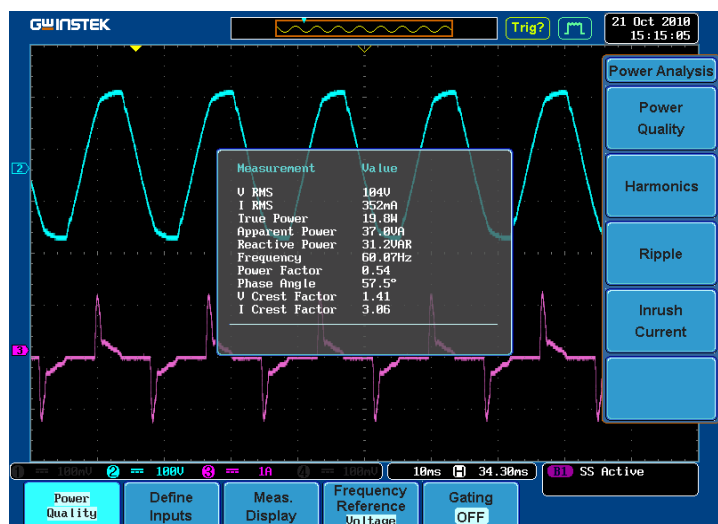 GWINSTEK
Trig?
21 Oct 2010
15:15:05
Power Analysis
Power
Quality
Harmonics
Ripple
Inrush
Current
2
3
Measurement Value
V RMS 104V
I RMS 352mA
True Power 19.8W
Apparent Power 37.0VA
Reactive Power 31.2VAR
Frequency 60.07Hz
Power Factor 0.54
Phase Angle 57.5°
V Crest Factor 1.41
I Crest Factor 3.06
1 100mV 2 100V 3 1A 4 100mV 10ms H 34.30ms B1 SS Active
Power
Quality
Define
Inputs
Meas.
Display
Frequency
Reference
Voltage
Gating
OFF